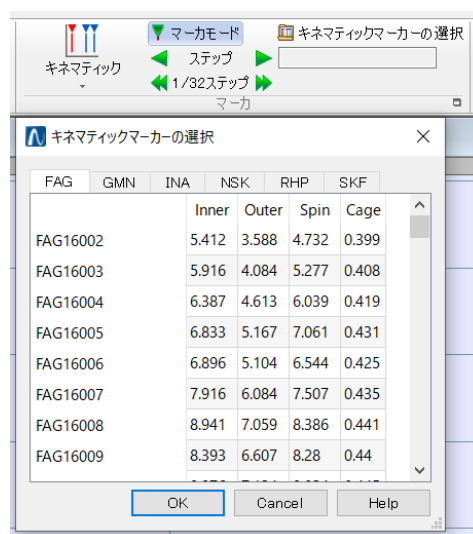 マーカモード
キネマティックマーカーの選択
キネマティック
ステップ
1/32ステップ
マーカ
キネマティックマーカーの選択
FAG GMN INA NSK RHP SKF
Inner Outer Spin Cage
FAG16002 5.412 3.588 4.732 0.399
FAG16003 5.916 4.084 5.277 0.408
FAG16004 6.387 4.613 6.039 0.419
FAG16005 6.833 5.167 7.061 0.431
FAG16006 6.896 5.104 6.544 0.425
FAG16007 7.916 6.084 7.507 0.435
FAG16008 8.941 7.059 8.386 0.441
FAG16009 8.393 6.607 8.28 0.44
OK Cancel Help